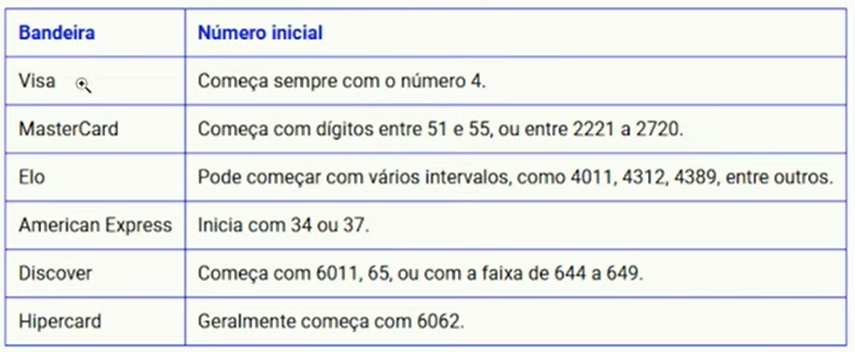 Bandeira Número inicial
Visa Começa sempre com o número 4.
MasterCard Começa com dígitos entre 51 e 55, ou entre 2221 a 2720.
Elo Pode começar com vários intervalos, como 4011, 4312, 4389, entre outros.
American Express Inicia com 34 ou 37.
Discover Começa com 6011, 65, ou com a faixa de 644 a 649.
Hipercard Geralmente começa com 6062.